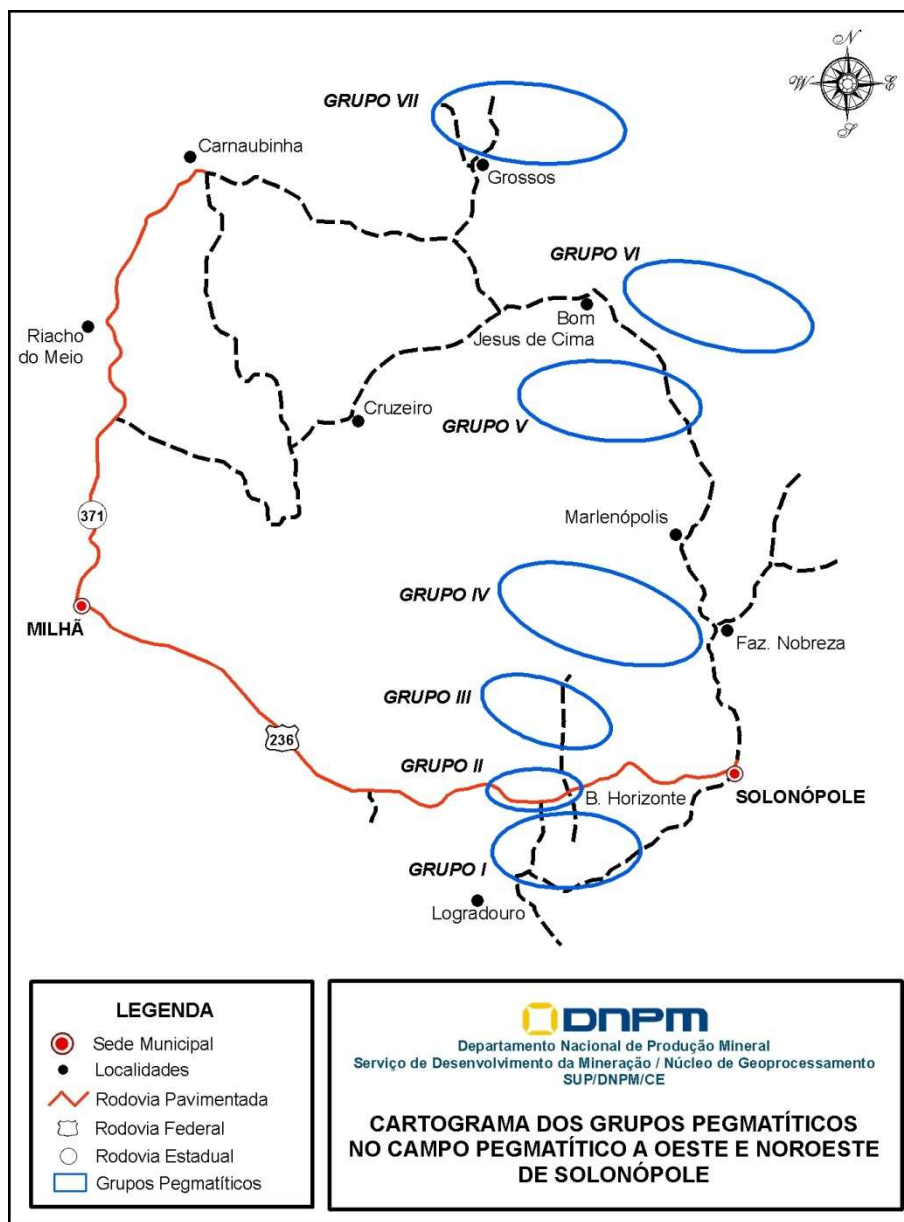 N
W E
S
GRUPO VII
Carnaubinha
Grossos
GRUPO VI
Riacho
do Meio
Bom
Jesus de Cima
Cruzeiro
GRUPO V
371
Marlenópolis
GRUPO IV
MILHÃ
Faz. Nobreza
GRUPO III
236
GRUPO II
B. Horizonte
SOLONÓPOLE
GRUPO I
Logradouro
LEGENDA
Sede Municipal
Localidades
Rodovia Pavimentada
Rodovia Federal
Rodovia Estadual
Grupos Pegmatíticos
DNPM
Departamento Nacional de Produção Mineral
Serviço de Desenvolvimento da Mineração / Núcleo de Geoprocessamento
SUP/DNPM/CE
CARTOGRAMA DOS GRUPOS PEGMATÍTICOS
NO CAMPO PEGMATÍTICO A OESTE E NOROESTE
DE SOLONÓPOLE